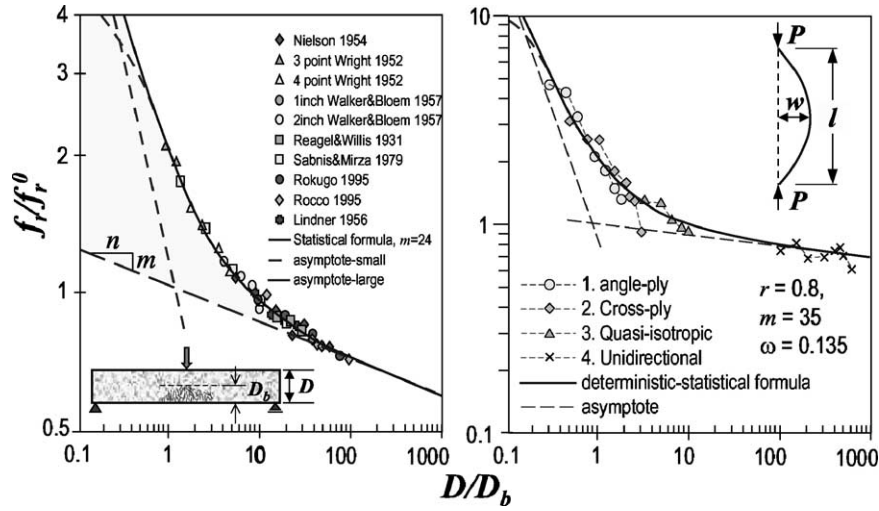 4
3
2
1
0.5
f_r/f_r^0
n
m
Nielson 1954
3 point Wright 1952
4 point Wright 1952
1inch Walker&Bloem 1957
2inch Walker&Bloem 1957
Reagel&Willis 1931
Sabnis&Mirza 1979
Rokugo 1995
Rocco 1995
Lindner 1956
Statistical formula, m=24
asymptote-small
asymptote-large
D_b
D
0.1 1 10 100 1000
10
1
0.1
P
w
l
P
1. angle-ply
2. Cross-ply
3. Quasi-isotropic
4. Unidirectional
deterministic-statistical formula
asymptote
r = 0.8,
m = 35
ω = 0.135
0.1 1 10 100 1000
D/D_b